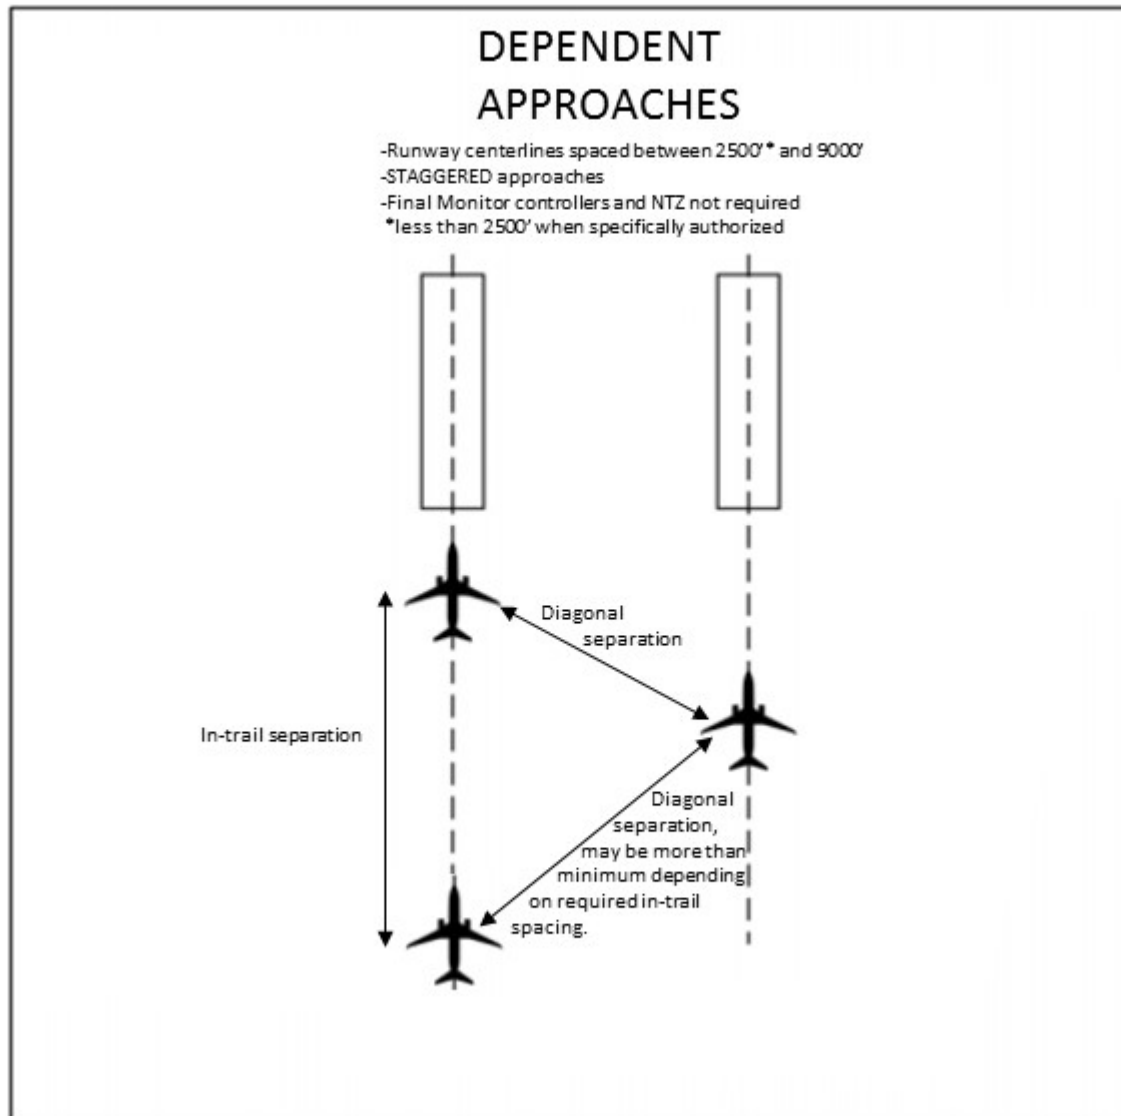 DEPENDENT
APPROACHES
-Runway centerlines spaced between 2500'* and 9000'
-STAGGERED approaches
-Final Monitor controllers and NTZ not required
*less than 2500' when specifically authorized
Diagonal
separation
In-trail separation
Diagonal
separation,
may be more than
minimum depending
on required in-trail
spacing.